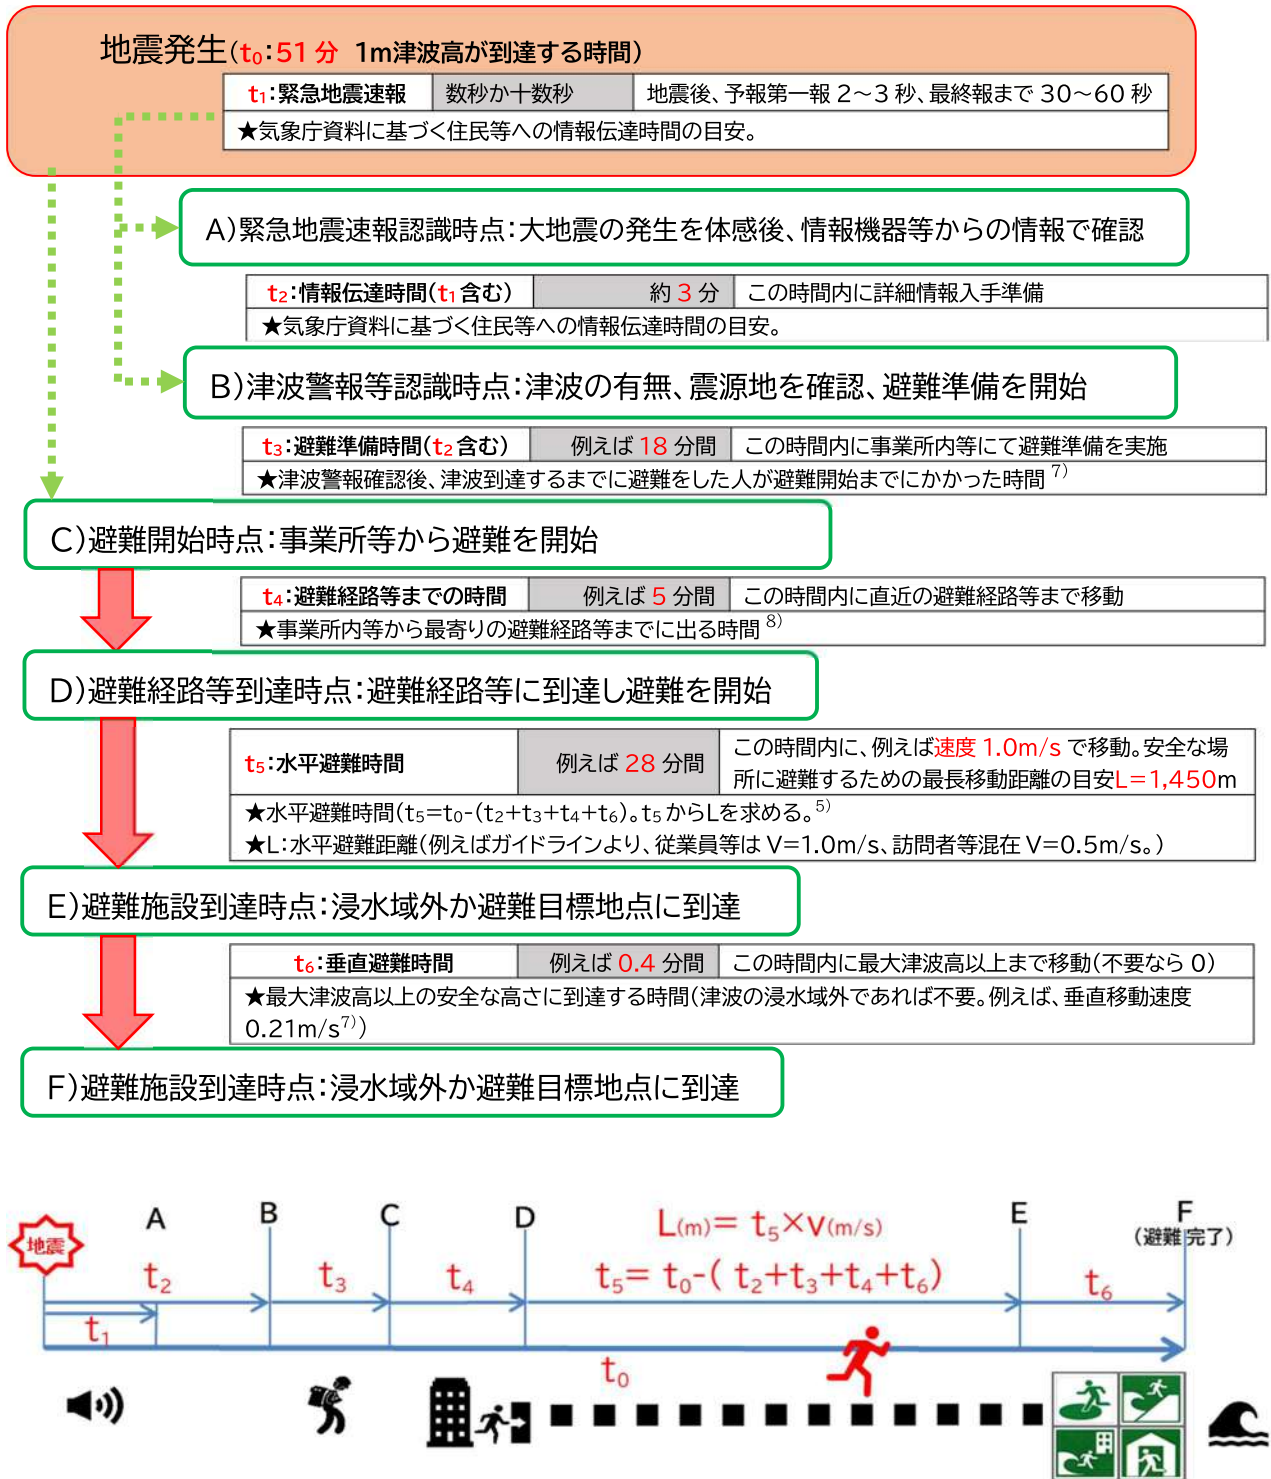 地震発生(t₀：51 分 1m津波高が到達する時間)
t₁：緊急地震速報 数秒か十数秒 地震後、予報第一報 2～3 秒、最終報まで 30～60 秒
★気象庁資料に基づく住民等への情報伝達時間の目安。
A)緊急地震速報認識時点：大地震の発生を体感後、情報機器等からの情報で確認
t₂：情報伝達時間(t₁含む) 約 3 分 この時間内に詳細情報入手準備
★気象庁資料に基づく住民等への情報伝達時間の目安。
B)津波警報等認識時点：津波の有無、震源地を確認、避難準備を開始
t₃：避難準備時間(t₂含む) 例えば 18 分間 この時間内に事業所内等にて避難準備を実施
★津波警報確認後、津波到達するまでに避難をした人が避難開始までにかかった時間 7)
C)避難開始時点：事業所等から避難を開始
t₄：避難経路等までの時間 例えば 5 分間 この時間内に直近の避難経路等まで移動
★事業所内等から最寄りの避難経路等までに出る時間 8)
D)避難経路等到達時点：避難経路等に到達し避難を開始
t₅：水平避難時間 例えば 28 分間 この時間内に、例えば速度 1.0m/s で移動。安全な場
所に避難するための最長移動距離の目安L＝1,450m
★水平避難時間(t₅=t₀-(t₂+t₃+t₄+t₆)。t₅からLを求める。5)
★L：水平避難距離(例えばガイドラインより、従業員等は V=1.0m/s、訪問者等混在 V=0.5m/s。)
E)避難施設到達時点：浸水域外か避難目標地点に到達
t₆：垂直避難時間 例えば 0.4 分間 この時間内に最大津波高以上まで移動(不要なら 0)
★最大津波高以上の安全な高さに到達する時間(津波の浸水域外であれば不要。例えば、垂直移動速度
0.21m/s7))
F)避難施設到達時点：浸水域外か避難目標地点に到達
A B C D L(m)= t₅×v(m/s) E F
(避難完了)
地震
t₂ t₃ t₄ t₅= t₀-( t₂+t₃+t₄+t₆) t₆
t₁
t₀